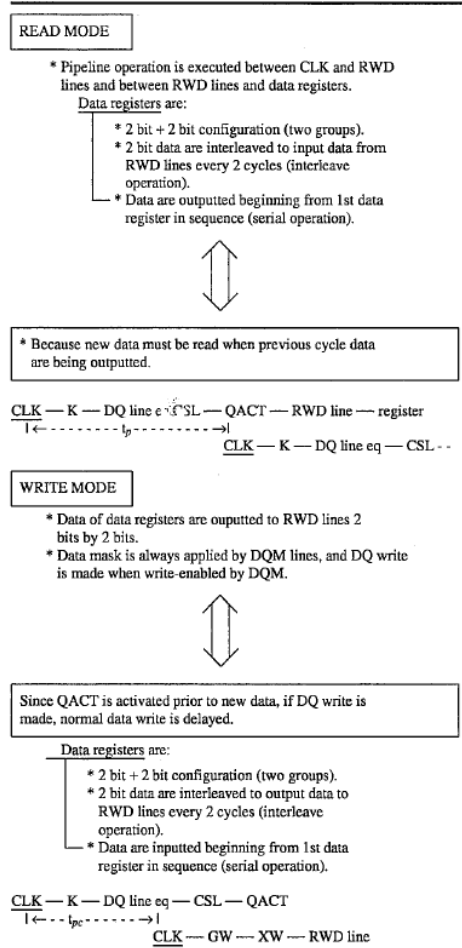 READ MODE
* Pipeline operation is executed between CLK and RWD
lines and between RWD lines and data registers.
Data registers are:
* 2 bit + 2 bit configuration (two groups).
* 2 bit data are interleaved to input data from
RWD lines every 2 cycles (interleave
operation).
* Data are outputted beginning from 1st data
register in sequence (serial operation).
* Because new data must be read when previous cycle data
are being outputted.
CLK — K — DQ line e CSL — QACT — RWD line — register
tp
CLK — K — DQ line eq — CSL - -
WRITE MODE
* Data of data registers are ouputted to RWD lines 2
bits by 2 bits.
* Data mask is always applied by DQM lines, and DQ write
is made when write-enabled by DQM.
Since QACT is activated prior to new data, if DQ write is
made, normal data write is delayed.
Data registers are:
* 2 bit + 2 bit configuration (two groups).
* 2 bit data are interleaved to output data to
RWD lines every 2 cycles (interleave
operation).
* Data are inputted beginning from 1st data
register in sequence (serial operation).
CLK — K — DQ line eq — CSL — QACT
tpc
CLK — GW — XW — RWD line